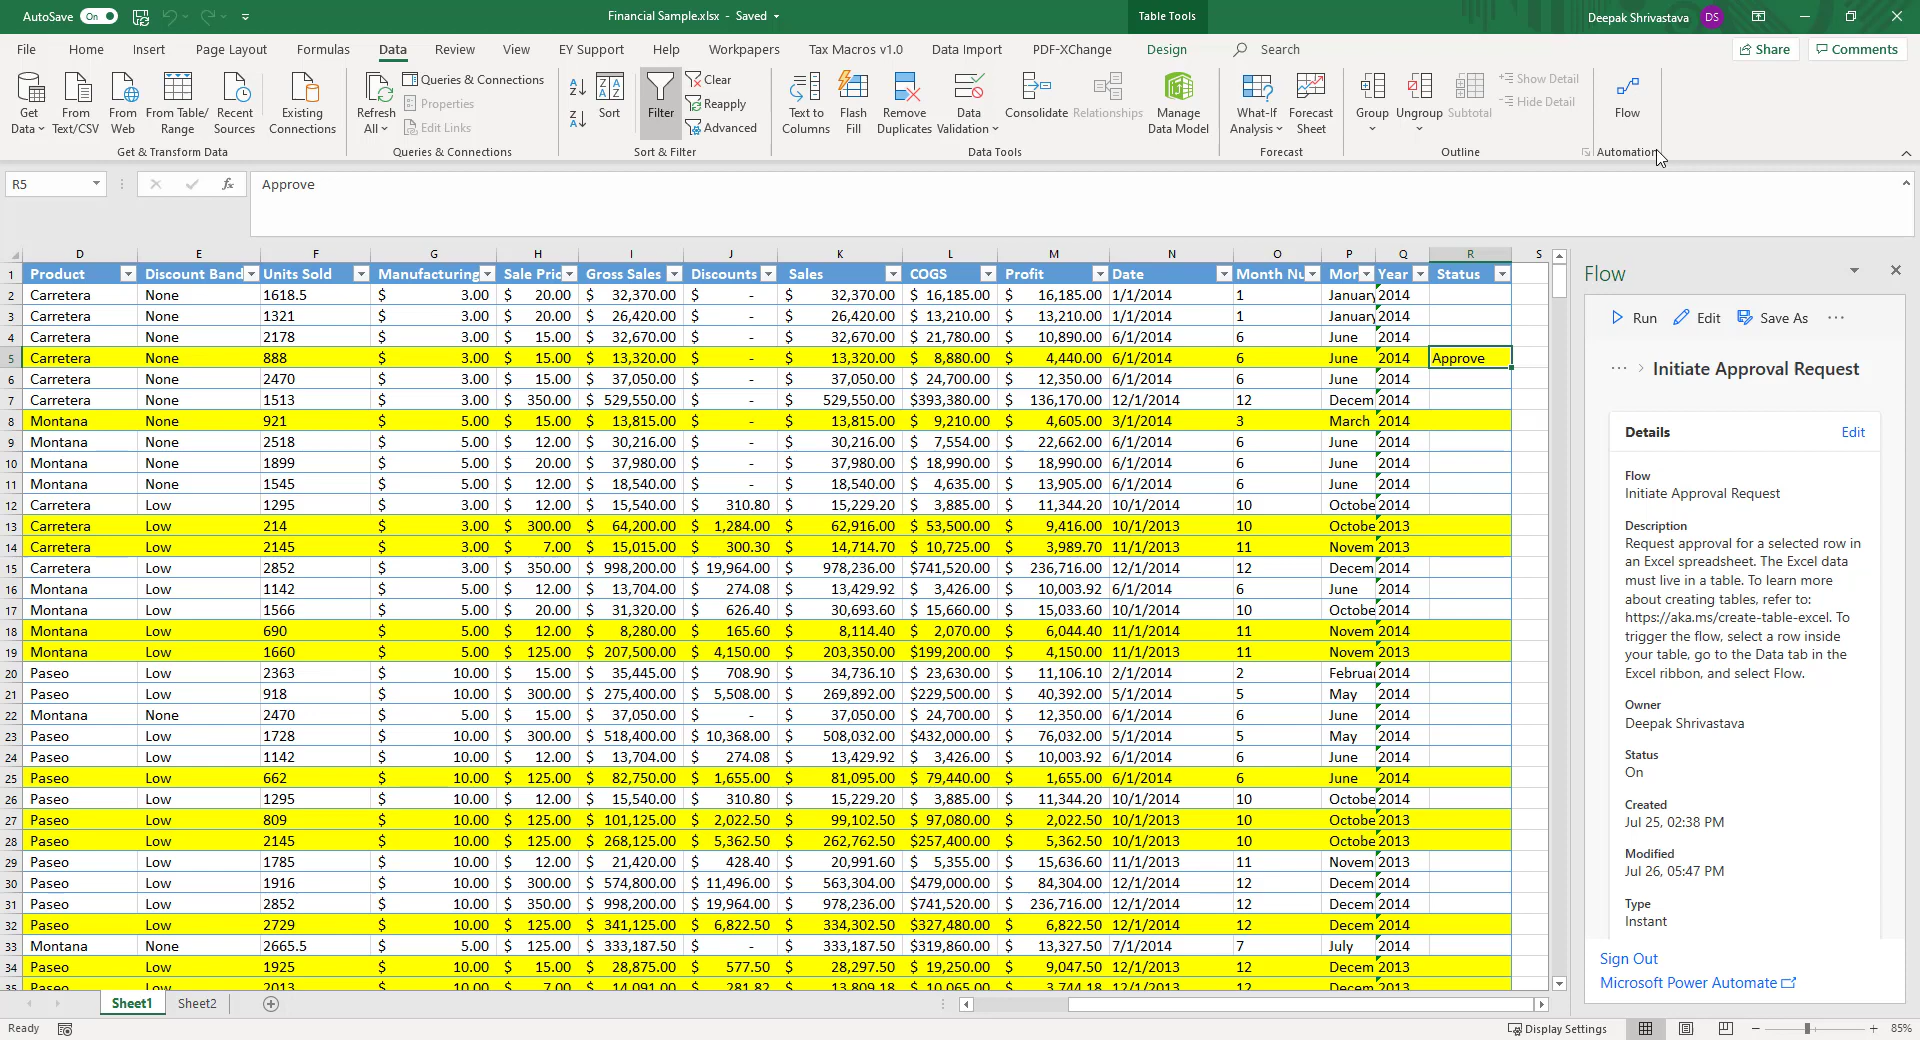 AutoSave On
Financial Sample.xlsx - Saved
Table Tools
Deepak Shrivastava DS
File Home Insert Page Layout Formulas Data Review View EY Support Help Workpapers Tax Macros v1.0 Data Import PDF-XChange Design Search
Share Comments
Get Data
From Text/CSV
From Web
From Table/ Range
Recent Sources
Existing Connections
Get & Transform Data
Refresh All
Queries & Connections
Properties
Edit Links
Queries & Connections
Sort
Filter
Clear
Reapply
Advanced
Sort & Filter
Text to Columns
Flash Fill
Remove Duplicates
Data Validation
Consolidate
Relationships
Manage Data Model
Data Tools
What-If Analysis
Forecast Sheet
Forecast
Group
Ungroup
Subtotal
Show Detail
Hide Detail
Outline
Flow
Automation
R5 fx Approve
D E F G H I J K L M N O P Q R S
1 Product Discount Band Units Sold Manufacturing Sale Pric Gross Sales Discounts Sales COGS Profit Date Month Nu Mor Year Status
2 Carretera None 1618.5 $ 3.00 $ 20.00 $ 32,370.00 $ - $ 32,370.00 $ 16,185.00 $ 16,185.00 1/1/2014 1 January 2014
3 Carretera None 1321 $ 3.00 $ 20.00 $ 26,420.00 $ - $ 26,420.00 $ 13,210.00 $ 13,210.00 1/1/2014 1 January 2014
4 Carretera None 2178 $ 3.00 $ 15.00 $ 32,670.00 $ - $ 32,670.00 $ 21,780.00 $ 10,890.00 6/1/2014 6 June 2014
5 Carretera None 888 $ 3.00 $ 15.00 $ 13,320.00 $ - $ 13,320.00 $ 8,880.00 $ 4,440.00 6/1/2014 6 June 2014 Approve
6 Carretera None 2470 $ 3.00 $ 15.00 $ 37,050.00 $ - $ 37,050.00 $ 24,700.00 $ 12,350.00 6/1/2014 6 June 2014
7 Carretera None 1513 $ 3.00 $ 350.00 $ 529,550.00 $ - $ 529,550.00 $393,380.00 $ 136,170.00 12/1/2014 12 Decem 2014
8 Montana None 921 $ 5.00 $ 15.00 $ 13,815.00 $ - $ 13,815.00 $ 9,210.00 $ 4,605.00 3/1/2014 3 March 2014
9 Montana None 2518 $ 5.00 $ 12.00 $ 30,216.00 $ - $ 30,216.00 $ 7,554.00 $ 22,662.00 6/1/2014 6 June 2014
10 Montana None 1899 $ 5.00 $ 20.00 $ 37,980.00 $ - $ 37,980.00 $ 18,990.00 $ 18,990.00 6/1/2014 6 June 2014
11 Montana None 1545 $ 5.00 $ 12.00 $ 18,540.00 $ - $ 18,540.00 $ 4,635.00 $ 13,905.00 6/1/2014 6 June 2014
12 Carretera Low 1295 $ 3.00 $ 12.00 $ 15,540.00 $ 310.80 $ 15,229.20 $ 3,885.00 $ 11,344.20 10/1/2014 10 Octobe 2014
13 Carretera Low 214 $ 3.00 $ 300.00 $ 64,200.00 $ 1,284.00 $ 62,916.00 $ 53,500.00 $ 9,416.00 10/1/2013 10 Octobe 2013
14 Carretera Low 2145 $ 3.00 $ 7.00 $ 15,015.00 $ 300.30 $ 14,714.70 $ 10,725.00 $ 3,989.70 11/1/2013 11 Novem 2013
15 Carretera Low 2852 $ 3.00 $ 350.00 $ 998,200.00 $ 19,964.00 $ 978,236.00 $741,520.00 $ 236,716.00 12/1/2014 12 Decem 2014
16 Montana Low 1142 $ 5.00 $ 12.00 $ 13,704.00 $ 274.08 $ 13,429.92 $ 3,426.00 $ 10,003.92 6/1/2014 6 June 2014
17 Montana Low 1566 $ 5.00 $ 20.00 $ 31,320.00 $ 626.40 $ 30,693.60 $ 15,660.00 $ 15,033.60 10/1/2014 10 Octobe 2014
18 Montana Low 690 $ 5.00 $ 12.00 $ 8,280.00 $ 165.60 $ 8,114.40 $ 2,070.00 $ 6,044.40 11/1/2014 11 Novem 2014
19 Montana Low 1660 $ 5.00 $ 125.00 $ 207,500.00 $ 4,150.00 $ 203,350.00 $199,200.00 $ 4,150.00 11/1/2013 11 Novem 2013
20 Paseo Low 2363 $ 10.00 $ 15.00 $ 35,445.00 $ 708.90 $ 34,736.10 $ 23,630.00 $ 11,106.10 2/1/2014 2 Februa 2014
21 Paseo Low 918 $ 10.00 $ 300.00 $ 275,400.00 $ 5,508.00 $ 269,892.00 $229,500.00 $ 40,392.00 5/1/2014 5 May 2014
22 Montana None 2470 $ 5.00 $ 15.00 $ 37,050.00 $ - $ 37,050.00 $ 24,700.00 $ 12,350.00 6/1/2014 6 June 2014
23 Paseo Low 1728 $ 10.00 $ 300.00 $ 518,400.00 $ 10,368.00 $ 508,032.00 $432,000.00 $ 76,032.00 5/1/2014 5 May 2014
24 Paseo Low 1142 $ 10.00 $ 12.00 $ 13,704.00 $ 274.08 $ 13,429.92 $ 3,426.00 $ 10,003.92 6/1/2014 6 June 2014
25 Paseo Low 662 $ 10.00 $ 125.00 $ 82,750.00 $ 1,655.00 $ 81,095.00 $ 79,440.00 $ 1,655.00 6/1/2014 6 June 2014
26 Paseo Low 1295 $ 10.00 $ 12.00 $ 15,540.00 $ 310.80 $ 15,229.20 $ 3,885.00 $ 11,344.20 10/1/2014 10 Octobe 2014
27 Paseo Low 809 $ 10.00 $ 125.00 $ 101,125.00 $ 2,022.50 $ 99,102.50 $ 97,080.00 $ 2,022.50 10/1/2013 10 Octobe 2013
28 Paseo Low 2145 $ 10.00 $ 125.00 $ 268,125.00 $ 5,362.50 $ 262,762.50 $257,400.00 $ 5,362.50 10/1/2013 10 Octobe 2013
29 Paseo Low 1785 $ 10.00 $ 12.00 $ 21,420.00 $ 428.40 $ 20,991.60 $ 5,355.00 $ 15,636.60 11/1/2013 11 Novem 2013
30 Paseo Low 1916 $ 10.00 $ 300.00 $ 574,800.00 $ 11,496.00 $ 563,304.00 $479,000.00 $ 84,304.00 12/1/2014 12 Decem 2014
31 Paseo Low 2852 $ 10.00 $ 350.00 $ 998,200.00 $ 19,964.00 $ 978,236.00 $741,520.00 $ 236,716.00 12/1/2014 12 Decem 2014
32 Paseo Low 2729 $ 10.00 $ 125.00 $ 341,125.00 $ 6,822.50 $ 334,302.50 $327,480.00 $ 6,822.50 12/1/2014 12 Decem 2014
33 Montana None 2665.5 $ 5.00 $ 125.00 $ 333,187.50 $ - $ 333,187.50 $319,860.00 $ 13,327.50 7/1/2014 7 July 2014
34 Paseo Low 1925 $ 10.00 $ 15.00 $ 28,875.00 $ 577.50 $ 28,297.50 $ 19,250.00 $ 9,047.50 12/1/2013 12 Decem 2013
35 Paseo Low 2013 $ 10.00 $ 7.00 $ 14,091.00 $ 281.82 $ 13,809.18 $ 10,065.00 $ 3,744.18 12/1/2013 12 Decem 2013
Flow
Run Edit Save As ···
··· > Initiate Approval Request
Details Edit
Flow
Initiate Approval Request
Description
Request approval for a selected row in
an Excel spreadsheet. The Excel data
must live in a table. To learn more
about creating tables, refer to:
https://aka.ms/create-table-excel. To
trigger the flow, select a row inside
your table, go to the Data tab in the
Excel ribbon, and select Flow.
Owner
Deepak Shrivastava
Status
On
Created
Jul 25, 02:38 PM
Modified
Jul 26, 05:47 PM
Type
Instant
Sign Out
Microsoft Power Automate
Sheet1 Sheet2
Ready
Display Settings
85%